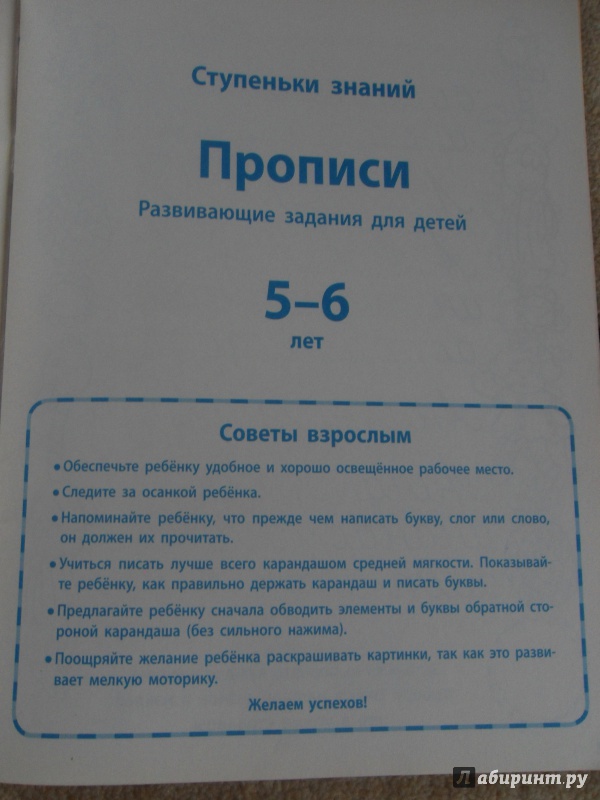 Ступеньки знаний
Прописи
Развивающие задания для детей
5–6
лет
Советы взрослым
• Обеспечьте ребёнку удобное и хорошо освещённое рабочее место.
• Следите за осанкой ребёнка.
• Напоминайте ребёнку, что прежде чем написать букву, слог или слово,
он должен их прочитать.
• Учиться писать лучше всего карандашом средней мягкости. Показывай-
те ребёнку, как правильно держать карандаш и писать буквы.
• Предлагайте ребёнку сначала обводить элементы и буквы обратной сто-
роной карандаша (без сильного нажима).
• Поощряйте желание ребёнка раскрашивать картинки, так как это разви-
вает мелкую моторику.
Желаем успехов!
Л абиринт.ру